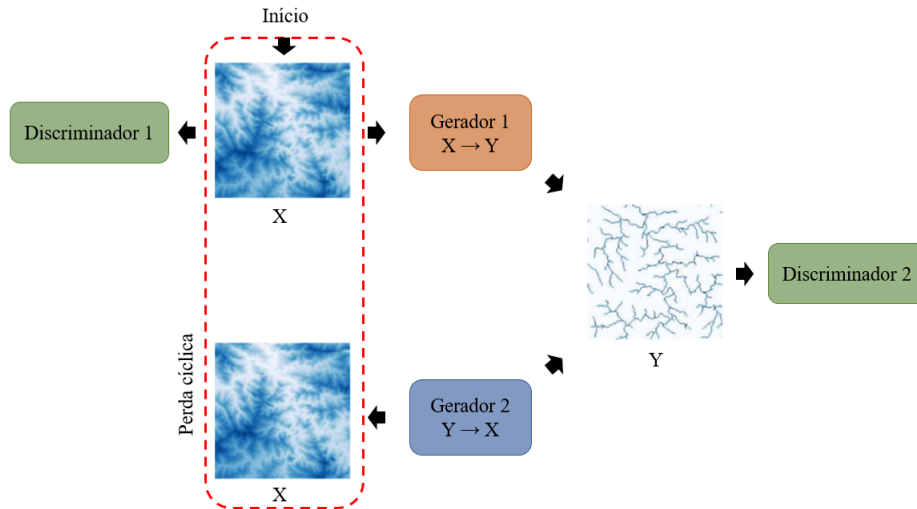 Início
Discriminador 1
Gerador 1
X → Y
X
Discriminador 2
Y
Perda cíclica
Gerador 2
Y → X
X